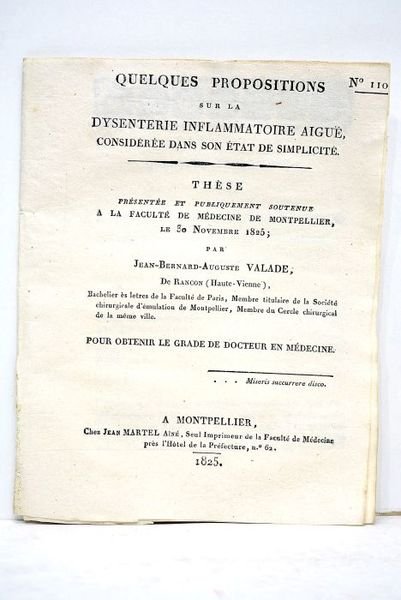 N° 110
QUELQUES PROPOSITIONS
SUR LA
DYSENTERIE INFLAMMATOIRE AIGUË,
CONSIDÉRÉE DANS SON ÉTAT DE SIMPLICITÉ.
THÈSE
PRÉSENTÉE ET PUBLIQUEMENT SOUTENUE
A LA FACULTÉ DE MÉDECINE DE MONTPELLIER,
LE 30 NOVEMBRE 1825;
PAR
JEAN-BERNARD-AUGUSTE VALADE,
DE RANCON (HAUTE-VIENNE),
Bachelier ès lettres de la Faculté de Paris, Membre titulaire de la Société
chirurgicale d'émulation de Montpellier, Membre du Cercle chirurgical
de la même ville.
POUR OBTENIR LE GRADE DE DOCTEUR EN MÉDECINE.
. . . Miseris succurrere disco.
A MONTPELLIER,
Chez JEAN MARTEL AÎNÉ, Seul Imprimeur de la Faculté de Médecine
près l'Hôtel de la Préfecture, n.º 62.
1825.